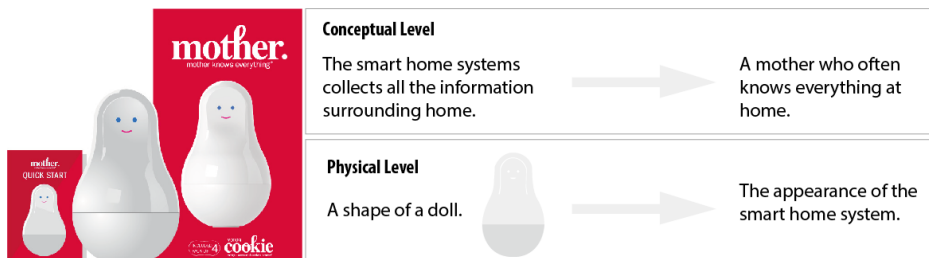 mother.
mother knows everything*
mother.
QUICK START
4
cookie
Conceptual Level
The smart home systems
collects all the information
surrounding home.
A mother who often
knows everything at
home.
Physical Level
A shape of a doll.
The appearance of the
smart home system.